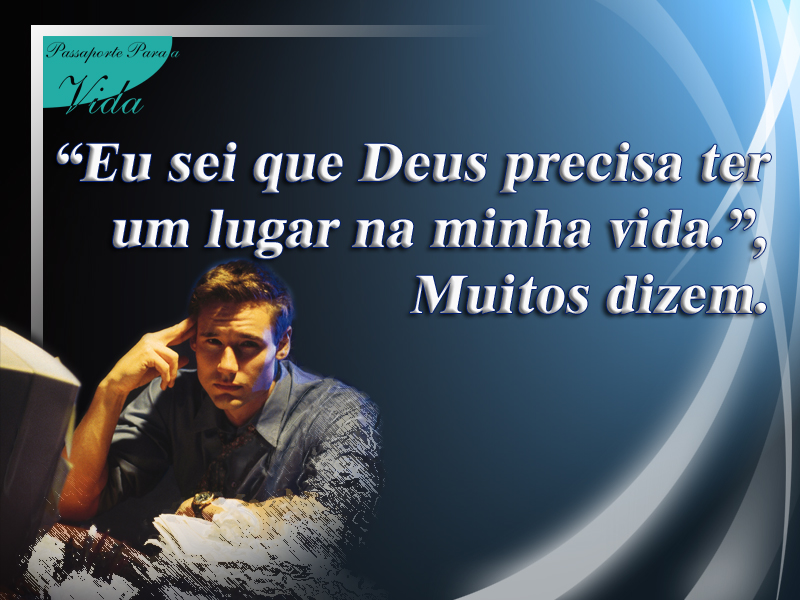 Passaporte Para a
Vida
“Eu sei que Deus precisa ter
um lugar na minha vida.”,
Muitos dizem.